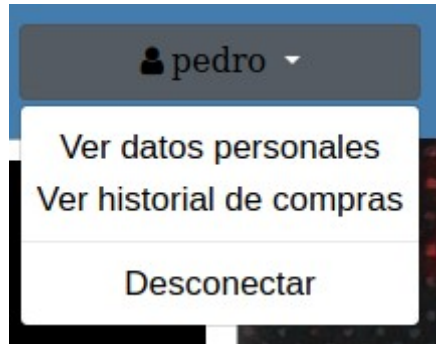 pedro
Ver datos personales
Ver historial de compras
Desconectar